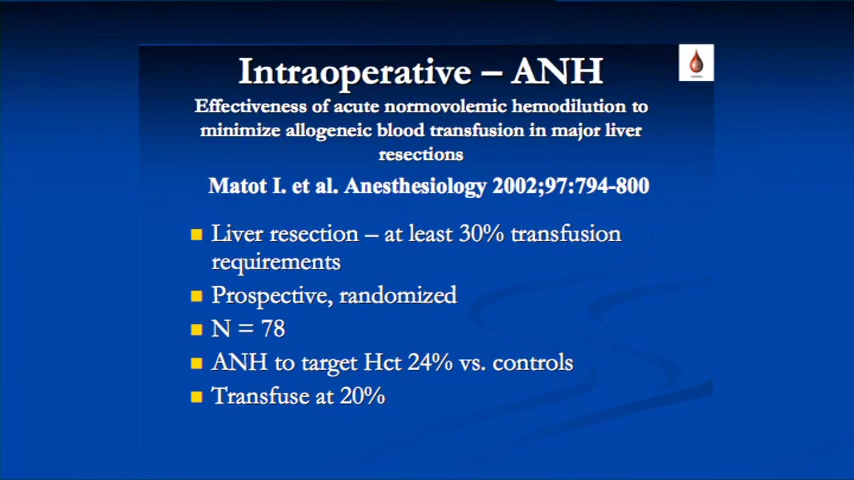 Intraoperative – ANH
Effectiveness of acute normovolemic hemodilution to
minimize allogeneic blood transfusion in major liver
resections
Matot I. et al. Anesthesiology 2002;97:794-800
Liver resection – at least 30% transfusion
requirements
Prospective, randomized
N = 78
ANH to target Hct 24% vs. controls
Transfuse at 20%